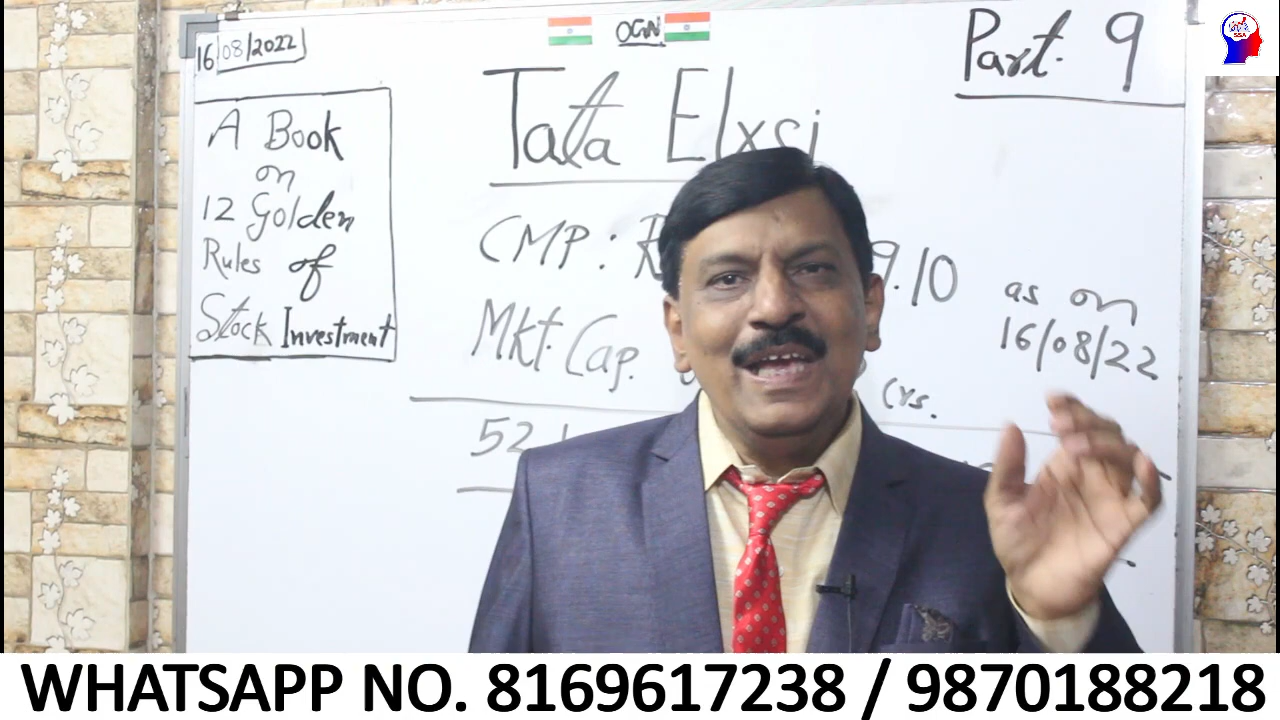 16/08/2022
OGN
Part. 9
A Book
on
12 Golden
Rules of
Stock Investment
Tata Elxsi
CMP : 9.10 as on
16/08/22
Mkt. Cap. Crs.
52
SSA
WHATSAPP NO. 8169617238 / 9870188218